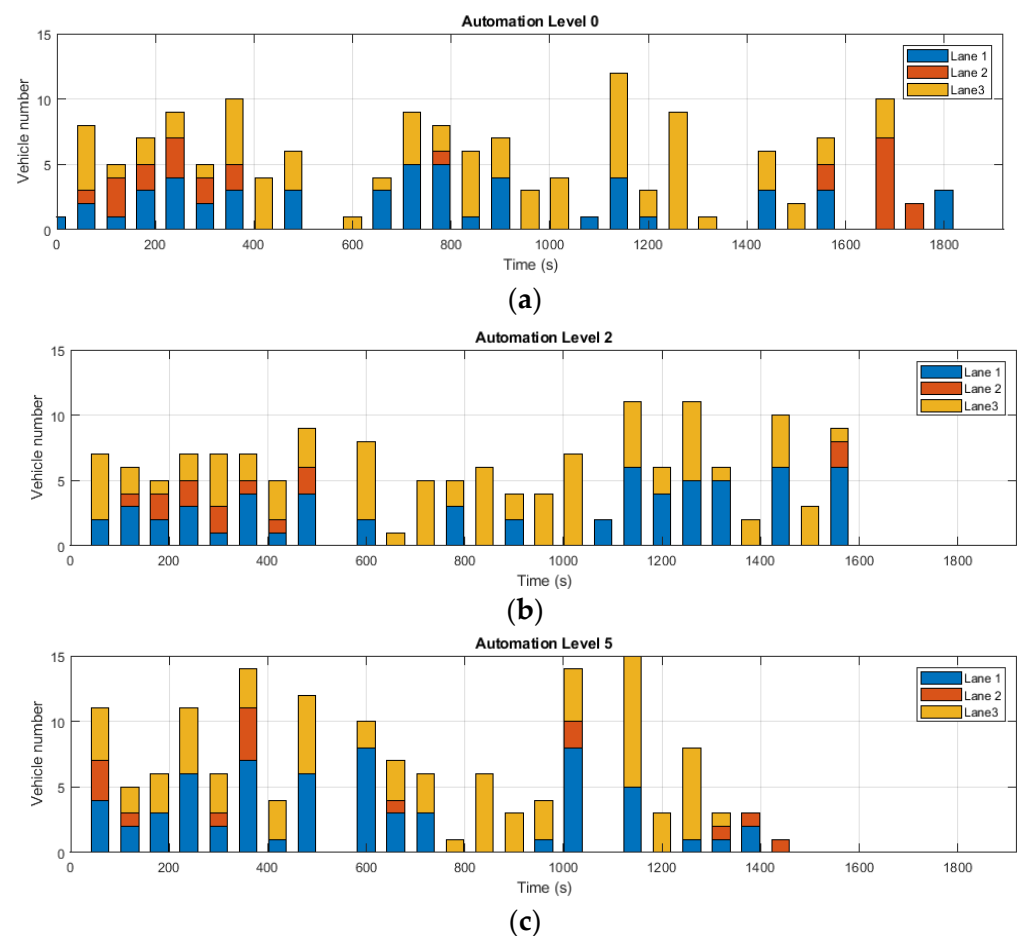 Automation Level 0
15
10
5
0
Vehicle number
Lane 1
Lane 2
Lane3
0 200 400 600 800 1000 1200 1400 1600 1800
Time (s)
(a)
Automation Level 2
15
10
5
0
Vehicle number
Lane 1
Lane 2
Lane3
0 200 400 600 800 1000 1200 1400 1600 1800
Time (s)
(b)
Automation Level 5
15
10
5
0
Vehicle number
Lane 1
Lane 2
Lane3
0 200 400 600 800 1000 1200 1400 1600 1800
Time (s)
(c)